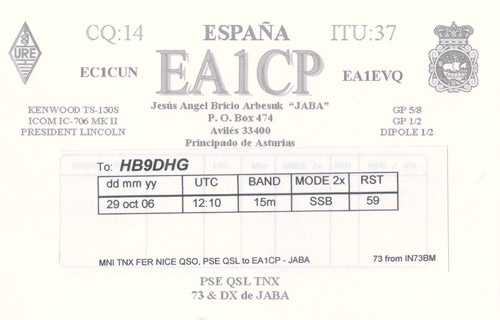 CQ:14 ESPAÑA ITU:37
URE
EC1CUN EA1CP EA1EVQ
Jesús Angel Bricio Arbesuk "JABA"
P. O. Box 474
Avilés 33400
Principado de Asturias
KENWOOD TS-130S
ICOM IC-706 MK II
PRESIDENT LINCOLN
GP 5/8
GP 1/2
DIPOLE 1/2
To: HB9DHG
dd mm yy UTC BAND MODE 2x RST
29 oct 06 12:10 15m SSB 59
MNI TNX FER NICE QSO, PSE QSL to EA1CP - JABA 73 from IN73BM
PSE QSL TNX
73 & DX de JABA